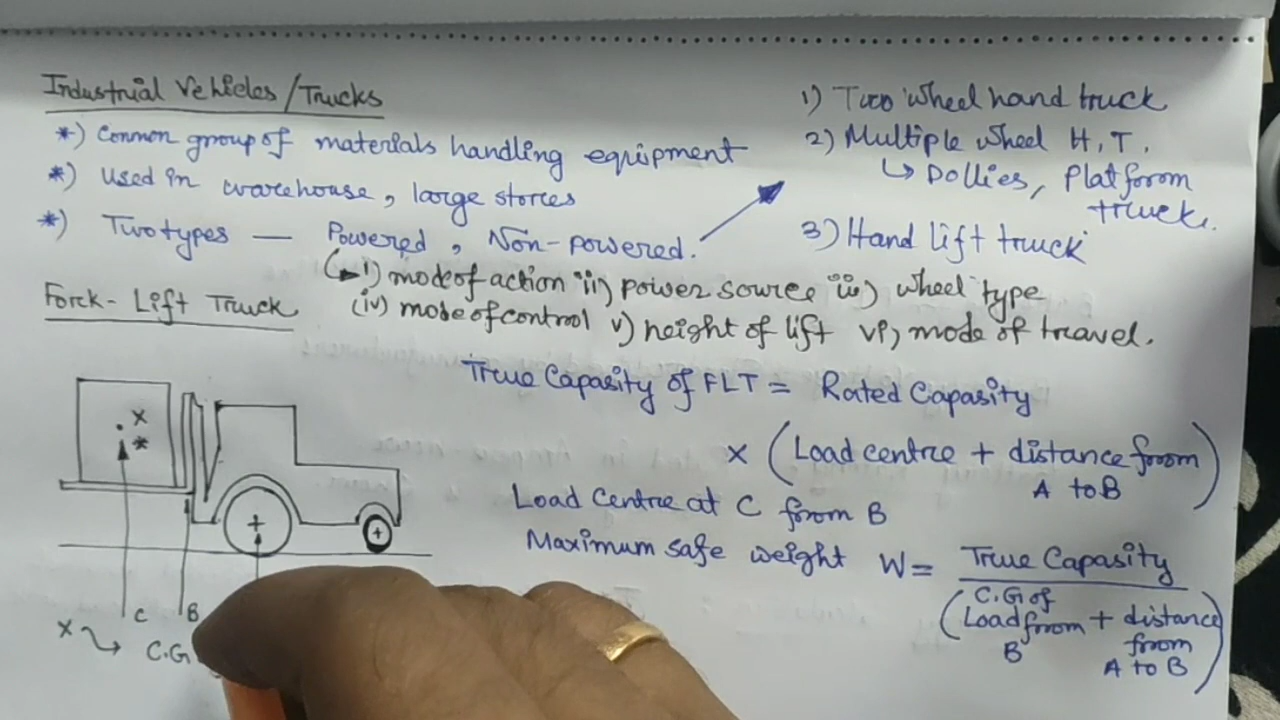 Industrial Vehicles/Trucks
*) Common group of materials handling equipment
*) Used in warehouse, large stores
*) Two types — Powered, Non-powered.
1) Two wheel hand truck
2) Multiple wheel H.T.
↳ Dollies, Platform
truck.
3) Hand lift truck
i) mode of action ii) power source iii) wheel type
(iv) mode of control v) height of lift vi) mode of travel.
Fork-Lift Truck
True Capasity of FLT = Rated Capasity
× (Load centre + distance from
A to B)
Load Centre at C from B
Maximum safe weight W = True Capasity
(C.G of
Load from + distance
B from
A to B)
x
*
+
+
C B
x C.G